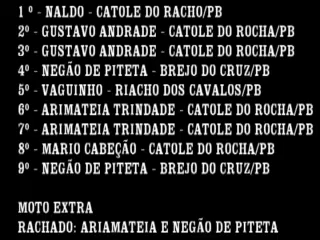 1 º - NALDO - CATOLE DO RACHO/PB
2º - GUSTAVO ANDRADE - CATOLE DO ROCHA/PB
3º - GUSTAVO ANDRADE - CATOLE DO ROCHA/PB
4º - NEGÃO DE PITETA - BREJO DO CRUZ/PB
5º - VAGUINHO - RIACHO DOS CAVALOS/PB
6º - ARIMATEIA TRINDADE - CATOLE DO ROCHA/PB
7º - ARIMATEIA TRINDADE - CATOLE DO ROCHA/PB
8º - MARIO CABEÇÃO - CATOLE DO ROCHA/PB
9º - NEGÃO DE PITETA - BREJO DO CRUZ/PB
MOTO EXTRA
RACHADO: ARIAMATEIA E NEGÃO DE PITETA